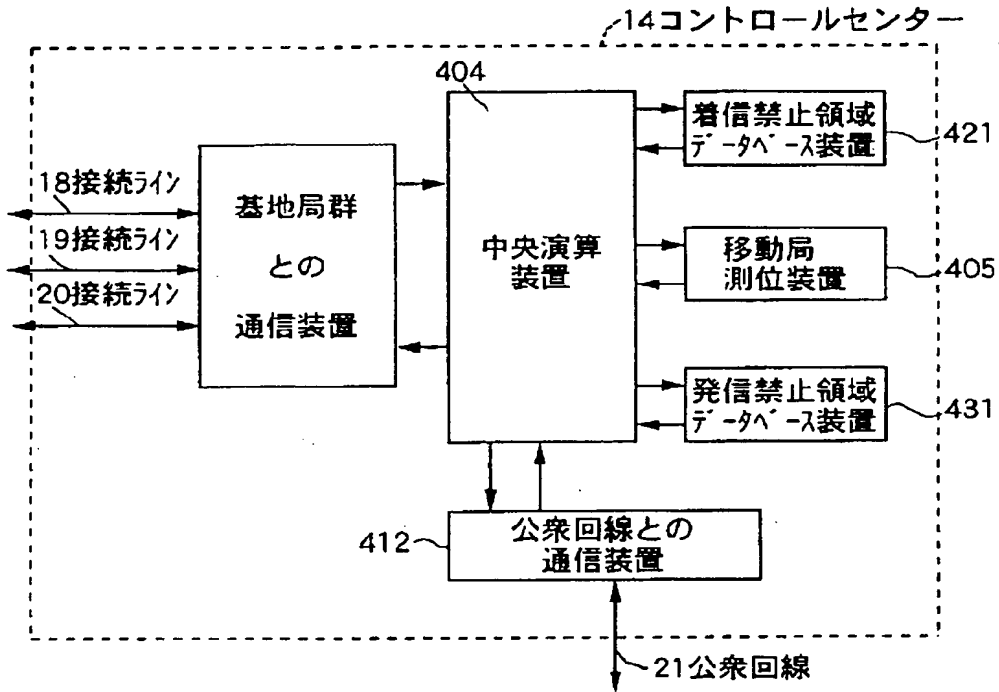 14コントロールセンター
404
着信禁止領域
データベース装置
421
18接続ライン
19接続ライン
20接続ライン
基地局群
との
通信装置
中央演算
装置
移動局
測位装置
405
発信禁止領域
データベース装置
431
412
公衆回線との
通信装置
21公衆回線